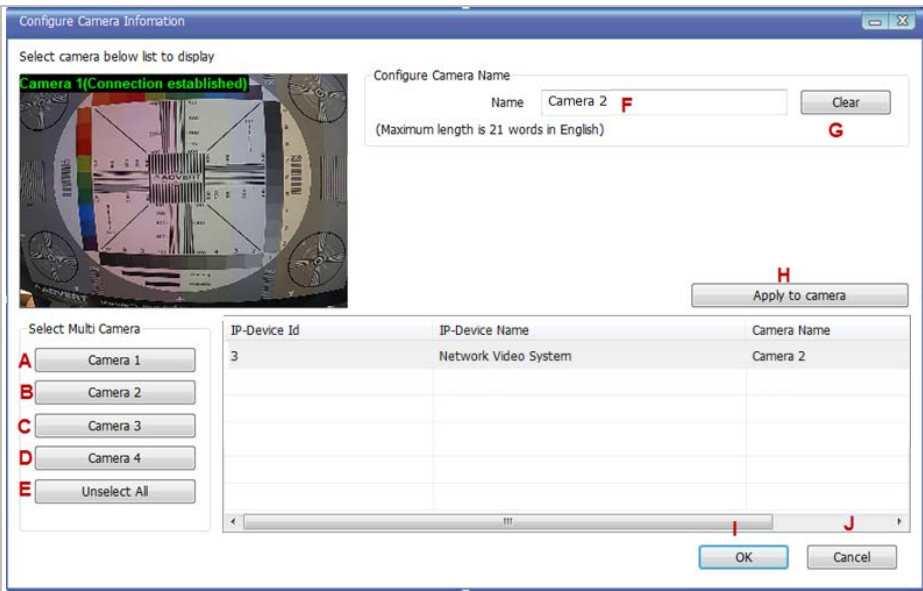 Configure Camera Infomation
Select camera below list to display
Camera 1(Connection established)
ADVERT
ADVERT
Configure Camera Name
Name Camera 2 F Clear
(Maximum length is 21 words in English) G
H
Apply to camera
Select Multi Camera
A Camera 1
B Camera 2
C Camera 3
D Camera 4
E Unselect All
IP-Device Id IP-Device Name Camera Name
3 Network Video System Camera 2
I J
OK Cancel